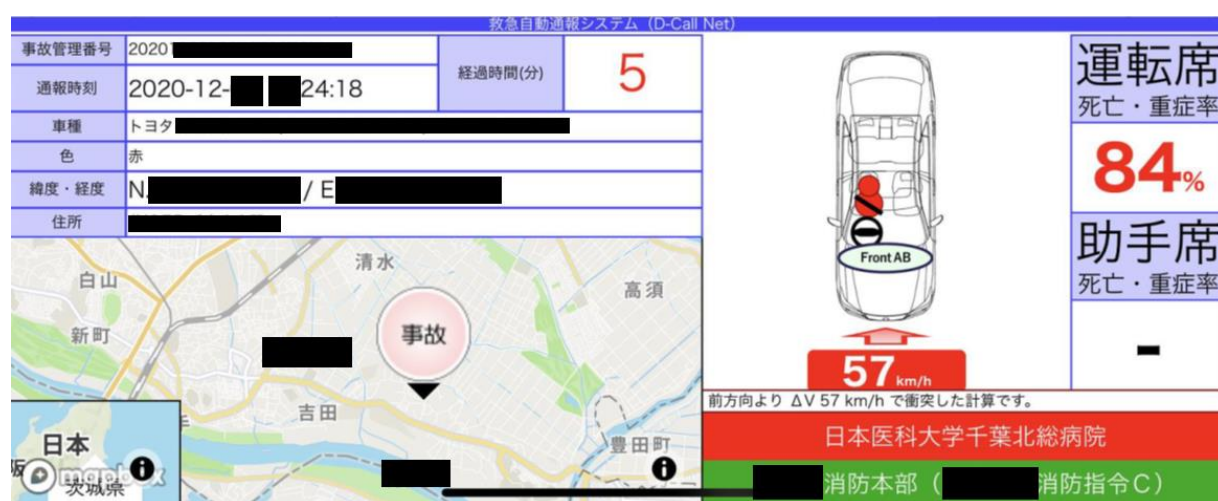 救急自動通報システム（D-Call Net）
事故管理番号 2020
通報時刻 2020-12- 24:18
経過時間(分) 5
車種 トヨタ
色 赤
緯度・経度 N. / E
住所
清水
白山
高須
新町
事故
吉田
豊田町
日本
茨城県
mapbox
Front AB
57 km/h
前方向より ΔV 57 km/h で衝突した計算です。
運転席
死亡・重症率
84%
助手席
死亡・重症率
-
日本医科大学千葉北総病院
消防本部（ 消防指令C）